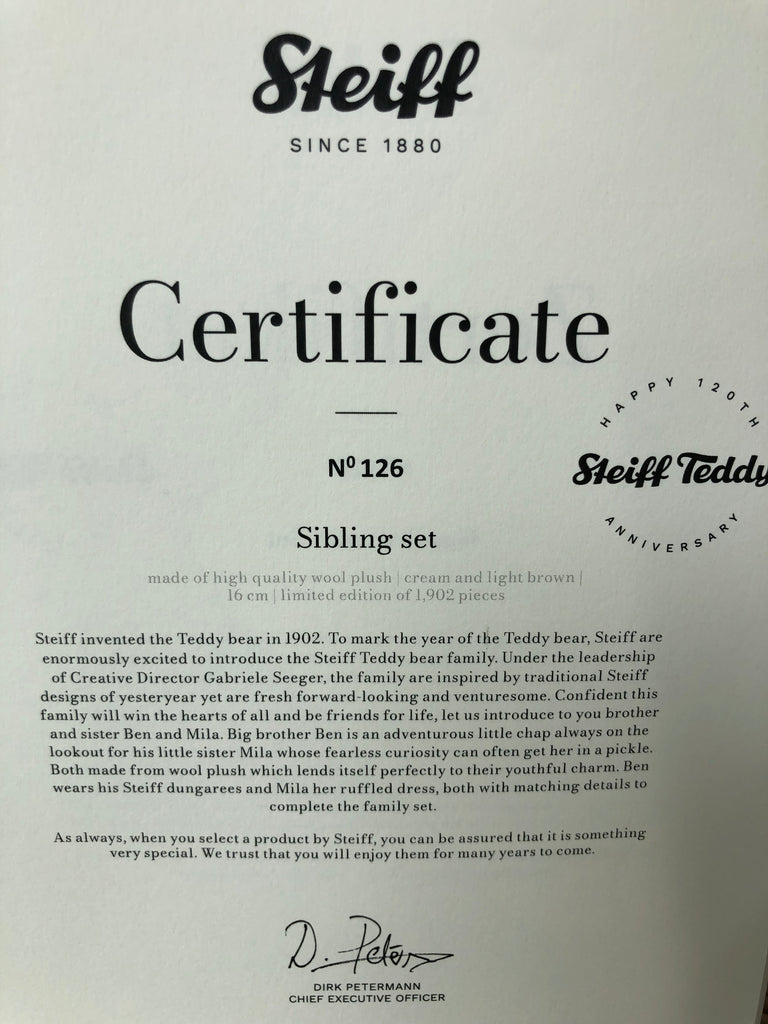 Steiff
SINCE 1880
Certificate
HAPPY 120TH
Nº 126
Steiff Teddy
ANNIVERSARY
Sibling set
made of high quality wool plush | cream and light brown |
16 cm | limited edition of 1,902 pieces
Steiff invented the Teddy bear in 1902. To mark the year of the Teddy bear, Steiff are
enormously excited to introduce the Steiff Teddy bear family. Under the leadership
of Creative Director Gabriele Seeger, the family are inspired by traditional Steiff
designs of yesteryear yet are fresh forward-looking and venturesome. Confident this
family will win the hearts of all and be friends for life, let us introduce to you brother
and sister Ben and Mila. Big brother Ben is an adventurous little chap always on the
lookout for his little sister Mila whose fearless curiosity can often get her in a pickle.
Both made from wool plush which lends itself perfectly to their youthful charm. Ben
wears his Steiff dungarees and Mila her ruffled dress, both with matching details to
complete the family set.
As always, when you select a product by Steiff, you can be assured that it is something
very special. We trust that you will enjoy them for many years to come.
D. Peterm
DIRK PETERMANN
CHIEF EXECUTIVE OFFICER